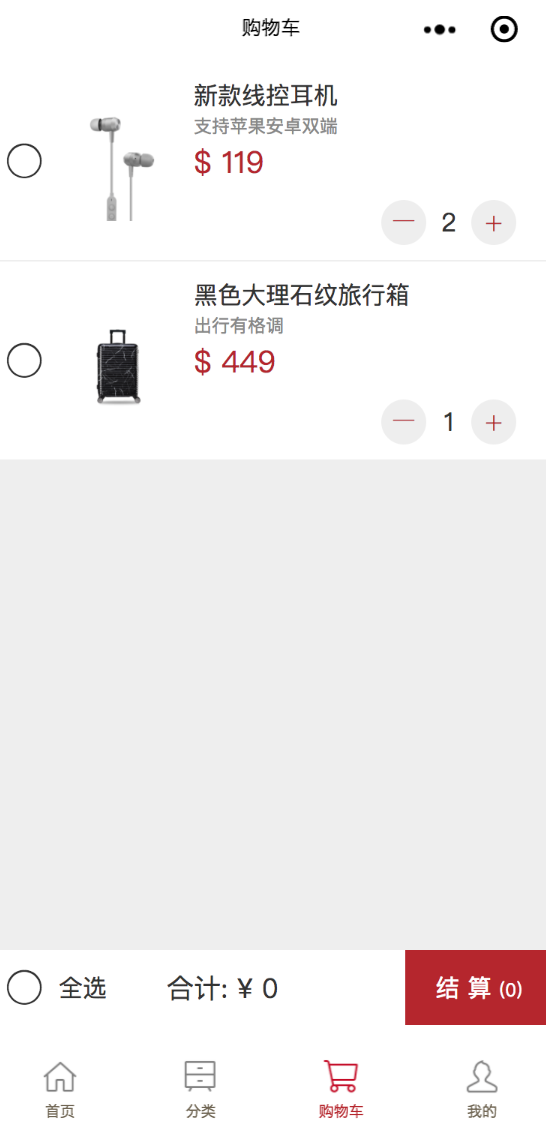 购物车
新款线控耳机
支持苹果安卓双端
$ 119
2
黑色大理石纹旅行箱
出行有格调
$ 449
1
全选 合计: ¥ 0 结 算 (0)
首页 分类 购物车 我的